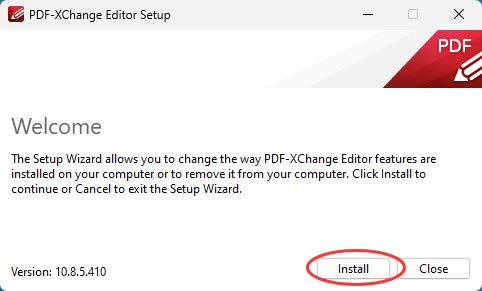 PDF-XChange Editor Setup
PDF
Welcome
The Setup Wizard allows you to change the way PDF-XChange Editor features are
installed on your computer or to remove it from your computer. Click Install to
continue or Cancel to exit the Setup Wizard.
Version: 10.8.5.410
Install
Close